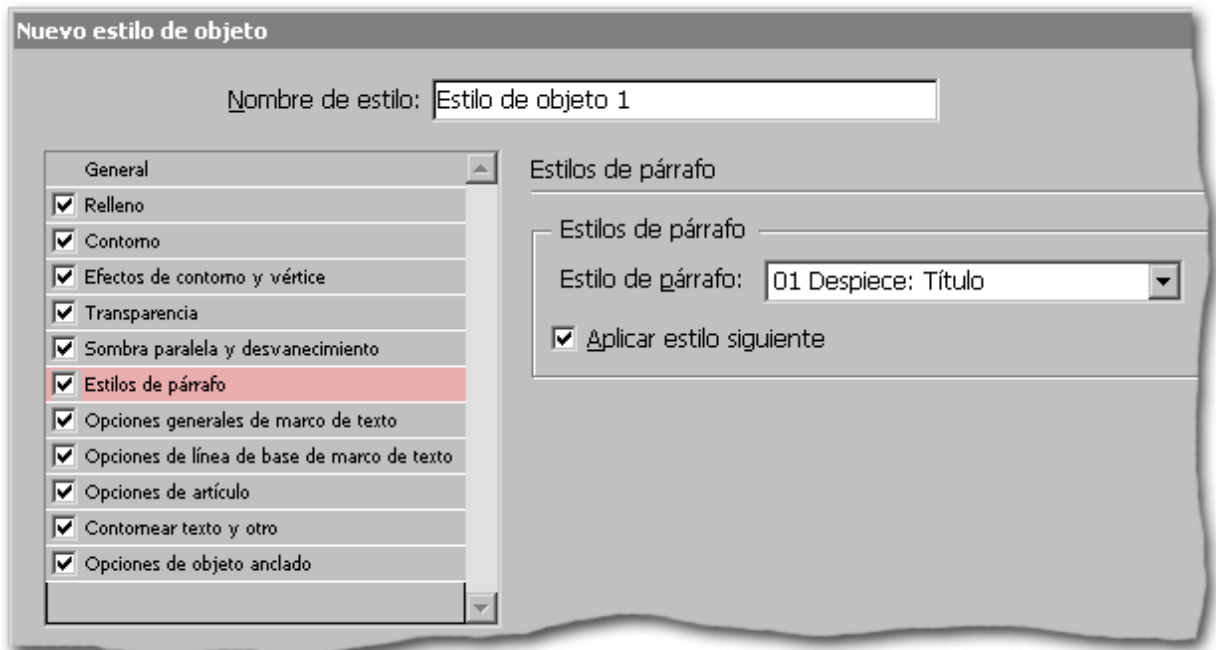 Nuevo estilo de objeto
Nombre de estilo: Estilo de objeto 1
General
Relleno
Contorno
Efectos de contorno y vértice
Transparencia
Sombra paralela y desvanecimiento
Estilos de párrafo
Opciones generales de marco de texto
Opciones de línea de base de marco de texto
Opciones de artículo
Contornear texto y otro
Opciones de objeto anclado
Estilos de párrafo
Estilos de párrafo
Estilo de párrafo: 01 Despiece: Título
Aplicar estilo siguiente